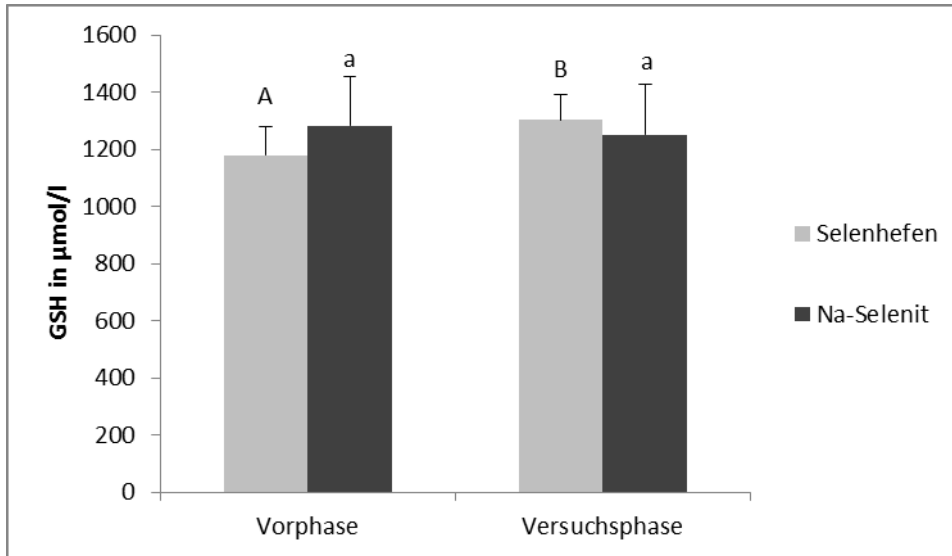 GSH in µmol/l
1600
1400
1200
1000
800
600
400
200
0
A
a
B
a
Vorphase
Versuchsphase
Selenhefen
Na-Selenit